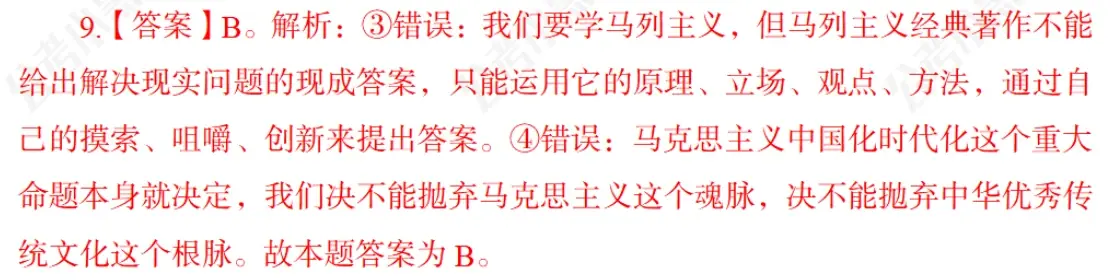 9.【答案】B。解析：③错误：我们要学马列主义，但马列主义经典著作不能
给出解决现实问题的现成答案，只能运用它的原理、立场、观点、方法，通过自
己的摸索、咀嚼、创新来提出答案。④错误：马克思主义中国化时代化这个重大
命题本身就决定，我们决不能抛弃马克思主义这个魂脉，决不能抛弃中华优秀传
统文化这个根脉。故本题答案为 B。